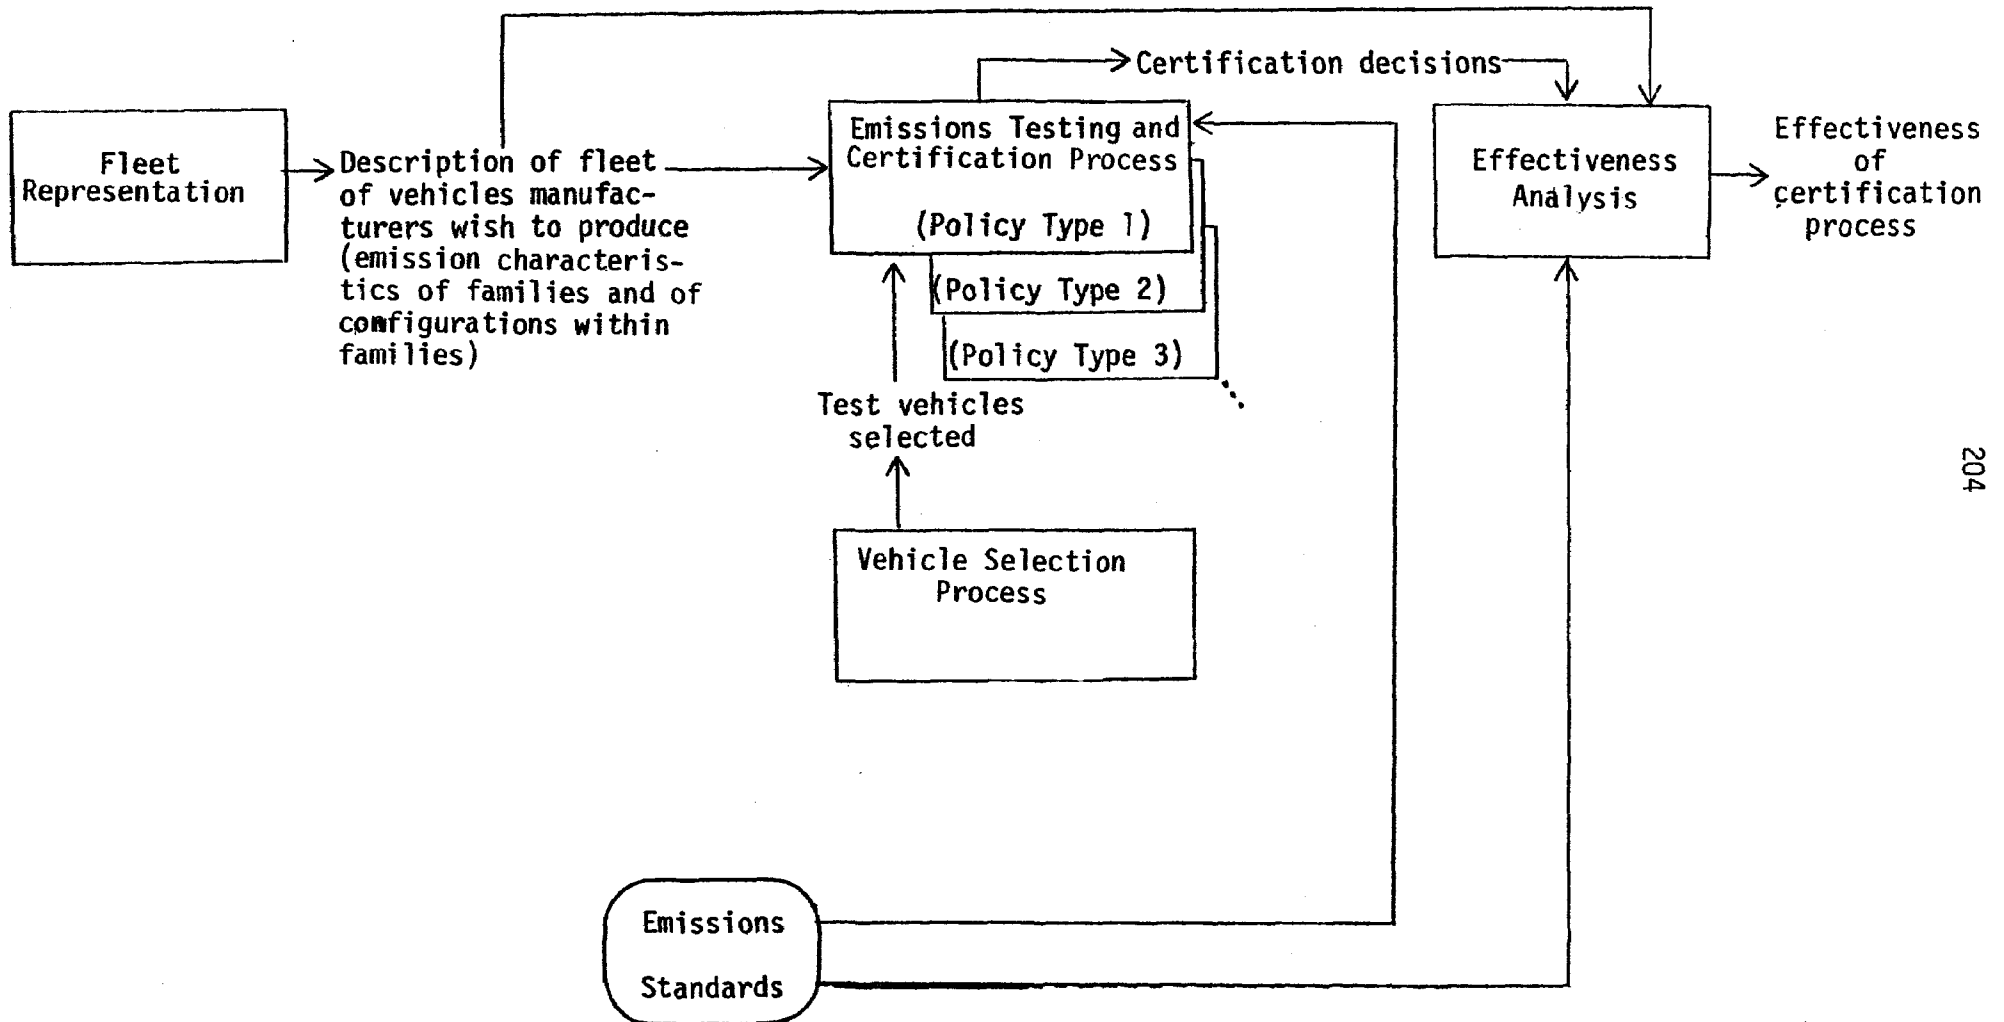 Certification decisions
Fleet
Representation
Description of fleet
of vehicles manufac-
turers wish to produce
(emission characteris-
tics of families and of
configurations within
families)
Emissions Testing and
Certification Process
(Policy Type 1)
(Policy Type 2)
(Policy Type 3)
Effectiveness
Analysis
Effectiveness
of
certification
process
Test vehicles
selected
Vehicle Selection
Process
Emissions
Standards
204